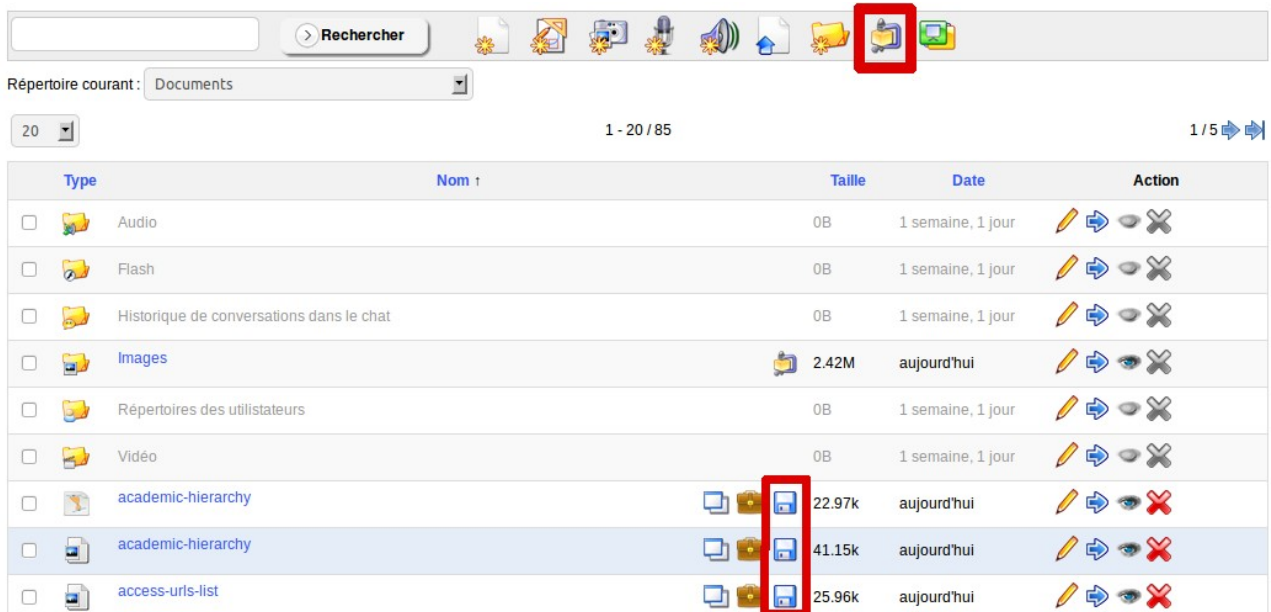 Rechercher
Répertoire courant : Documents
20 1 - 20 / 85 1 / 5
Type Nom ↑ Taille Date Action
Audio 0B 1 semaine, 1 jour
Flash 0B 1 semaine, 1 jour
Historique de conversations dans le chat 0B 1 semaine, 1 jour
Images 2.42M aujourd'hui
Répertoires des utilistateurs 0B 1 semaine, 1 jour
Vidéo 0B 1 semaine, 1 jour
academic-hierarchy 22.97k aujourd'hui
academic-hierarchy 41.15k aujourd'hui
access-urls-list 25.96k aujourd'hui